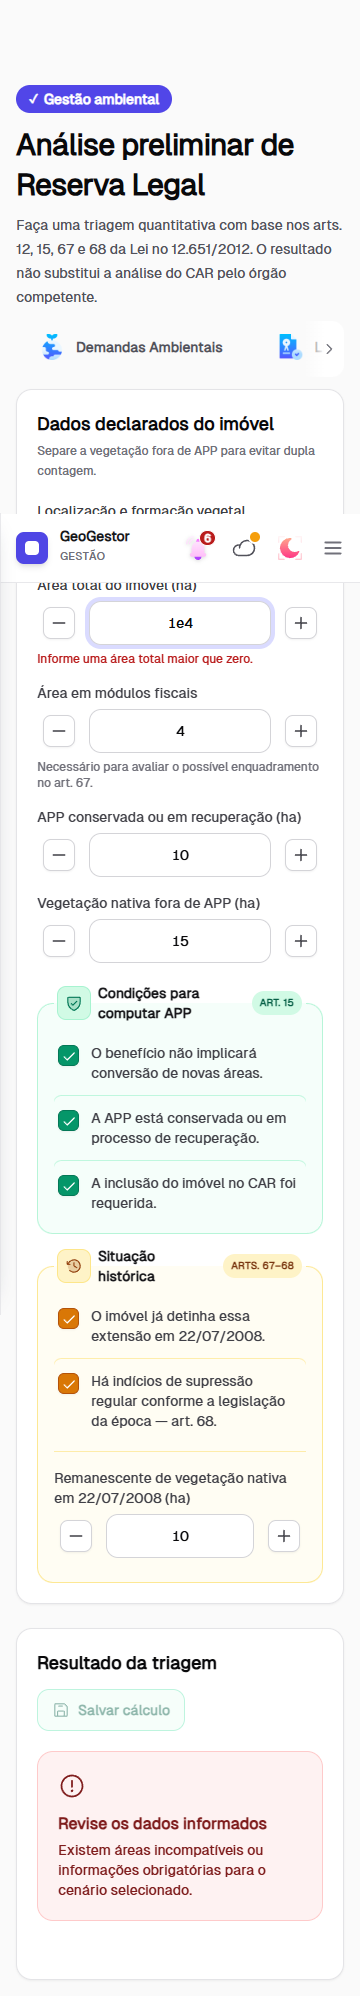 ✓ Gestão ambiental
Análise preliminar de
Reserva Legal
Faça uma triagem quantitativa com base nos arts.
12, 15, 67 e 68 da Lei no 12.651/2012. O resultado
não substitui a análise do CAR pelo órgão
competente.
Demandas Ambientais
L
Dados declarados do imóvel
Separe a vegetação fora de APP para evitar dupla
contagem.
Localização e formação vegetal
GeoGestor
GESTÃO
6
Área total do imóvel (ha)
1e4
Informe uma área total maior que zero.
Área em módulos fiscais
4
Necessário para avaliar o possível enquadramento
no art. 67.
APP conservada ou em recuperação (ha)
10
Vegetação nativa fora de APP (ha)
15
Condições para
computar APP
ART. 15
O benefício não implicará
conversão de novas áreas.
A APP está conservada ou em
processo de recuperação.
A inclusão do imóvel no CAR foi
requerida.
Situação
histórica
ARTS. 67–68
O imóvel já detinha essa
extensão em 22/07/2008.
Há indícios de supressão
regular conforme a legislação
da época — art. 68.
Remanescente de vegetação nativa
em 22/07/2008 (ha)
10
Resultado da triagem
Salvar cálculo
Revise os dados informados
Existem áreas incompatíveis ou
informações obrigatórias para o
cenário selecionado.